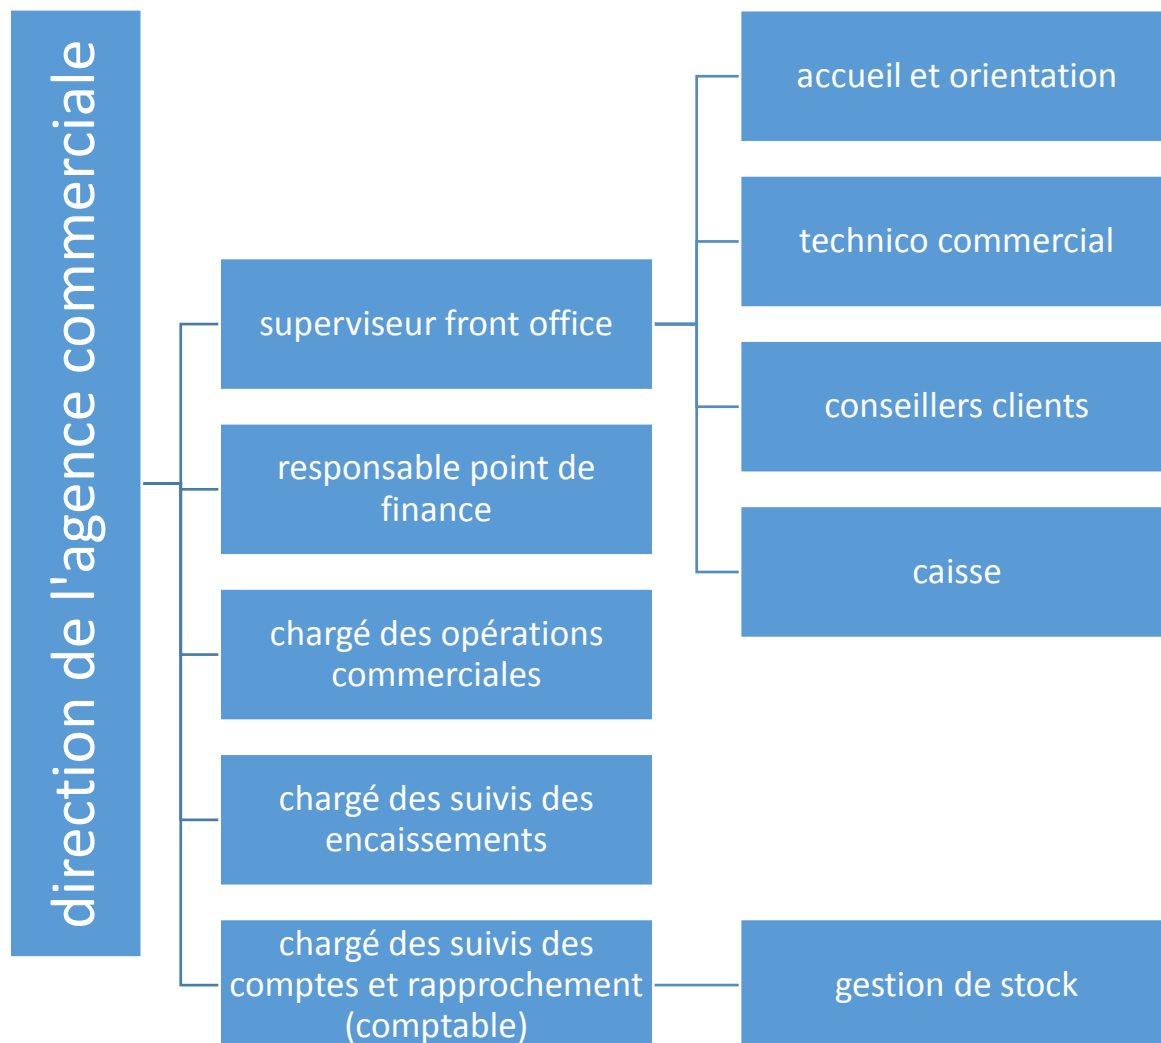 direction de l'agence commerciale
superviseur front office
accueil et orientation
technico commercial
conseillers clients
caisse
responsable point de
finance
chargé des opérations
commerciales
chargé des suivis des
encaissements
chargé des suivis des
comptes et rapprochement
(comptable)
gestion de stock